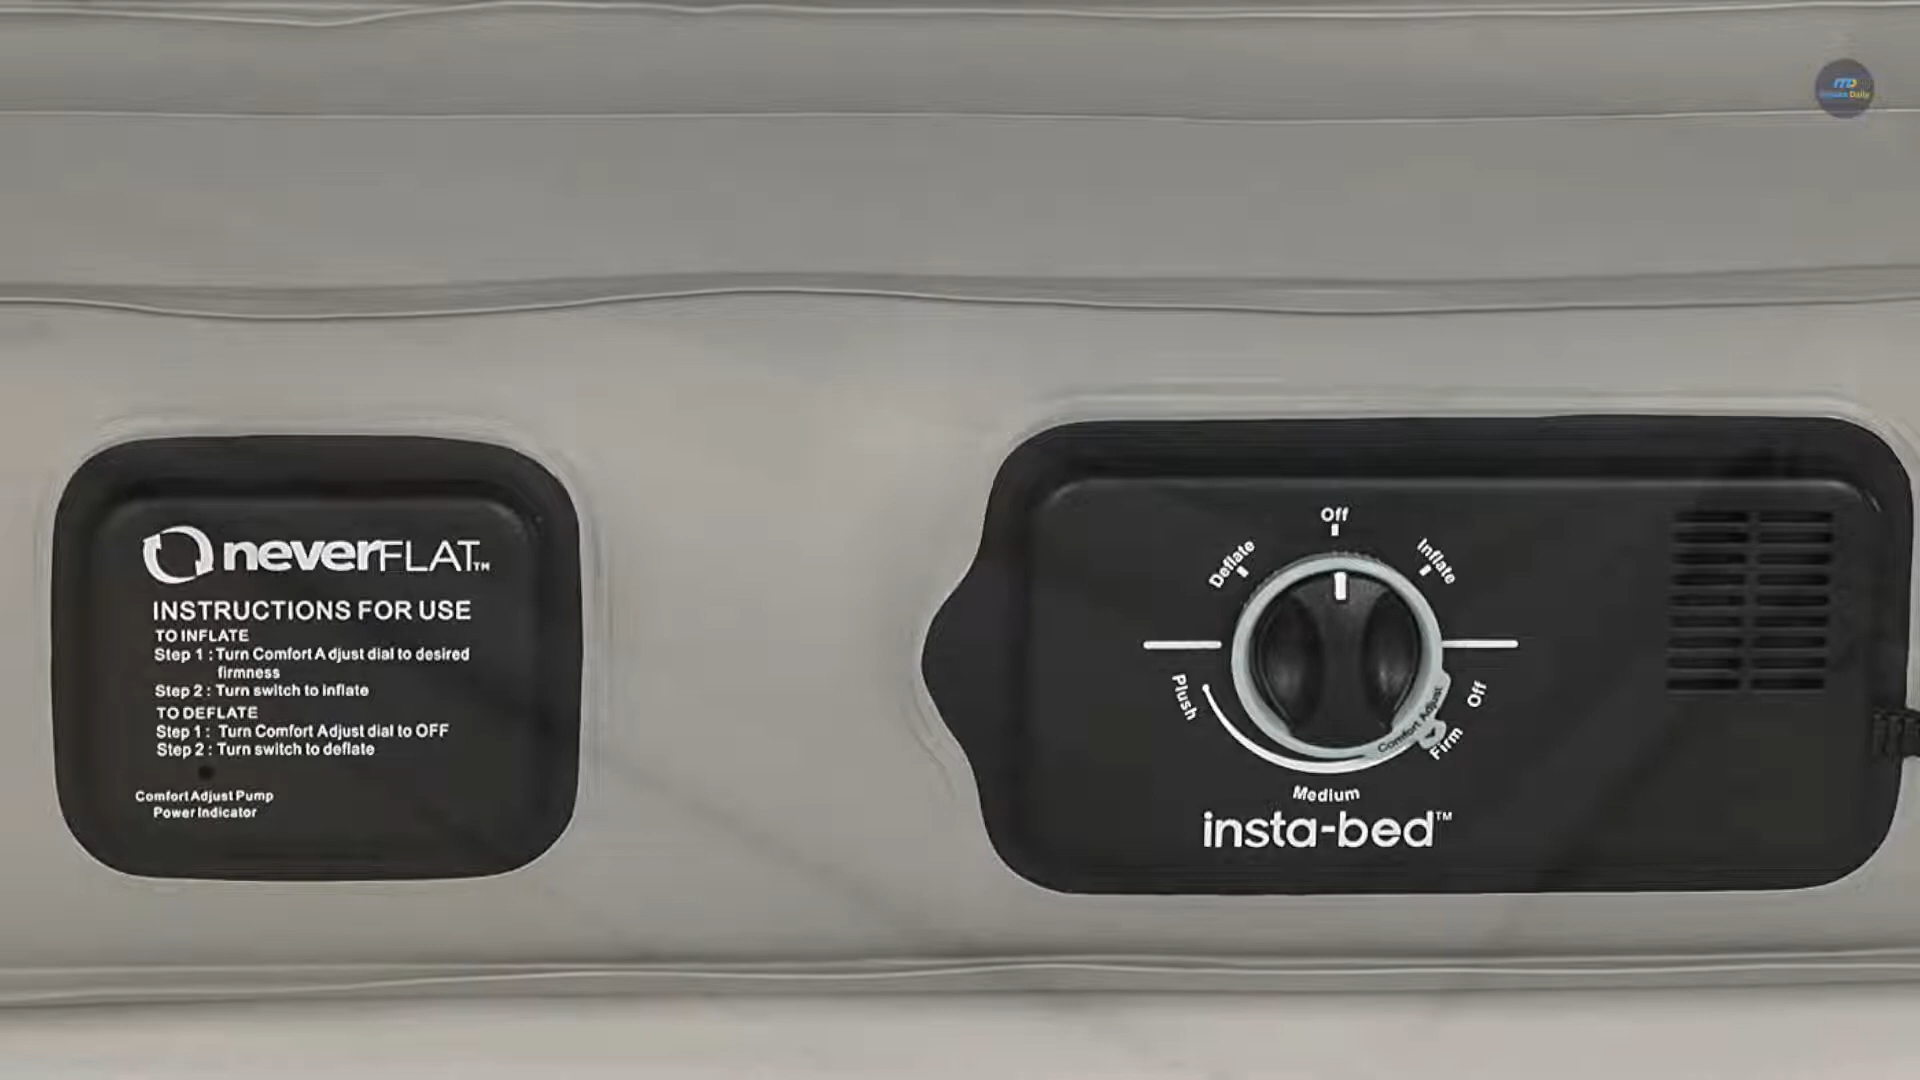 neverFLAT™
INSTRUCTIONS FOR USE
TO INFLATE
Step 1 : Turn Comfort A djust dial to desired
firmness
Step 2 : Turn switch to inflate
TO DEFLATE
Step 1 : Turn Comfort Adjust dial to OFF
Step 2 : Turn switch to deflate
Comfort Adjust Pump
Power Indicator
Off
Deflate
Inflate
Plush
Off
Comfort Adjust
Firm
Medium
insta-bed™
Daily